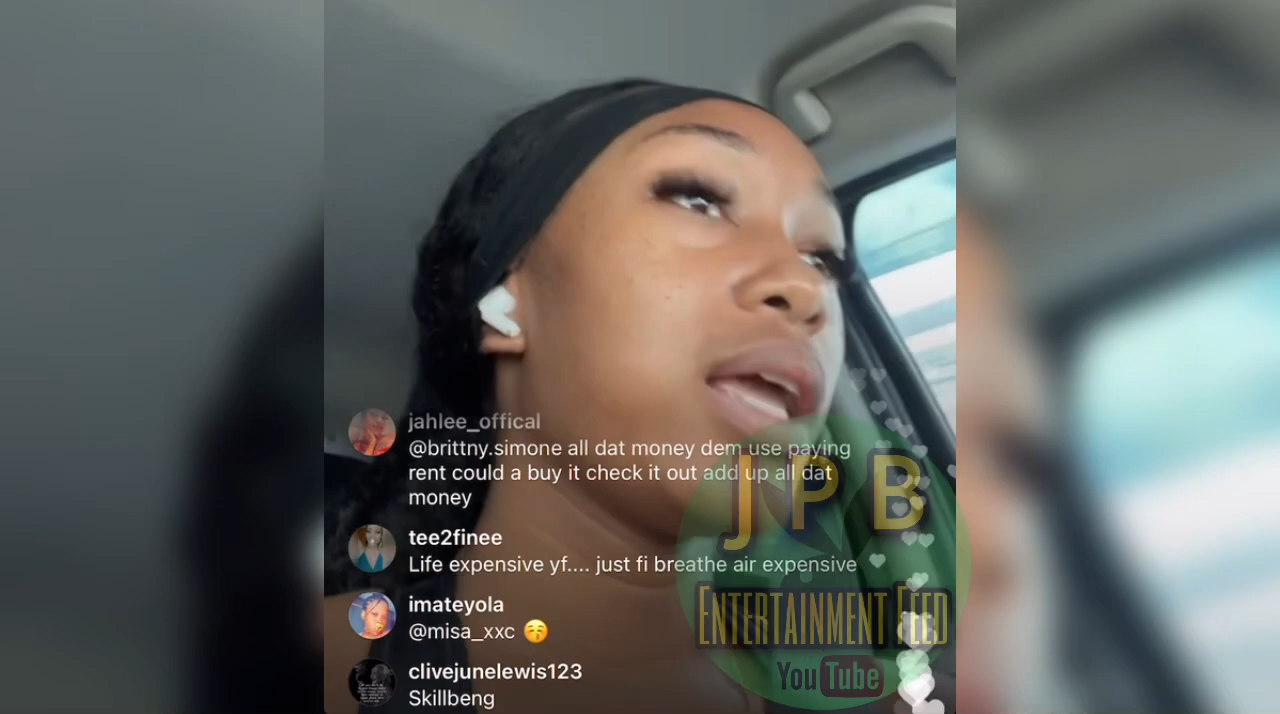 jahlee_offical
@brittny.simone all dat money dem use paying
rent could a buy it check it out add up all dat
money
tee2finee
Life expensive yf.... just fi breathe air expensive
imateyola
@misa_xxc 😚
clivejunelewis123
Skillbeng
JPB
ENTERTAINMENT FEED
YouTube